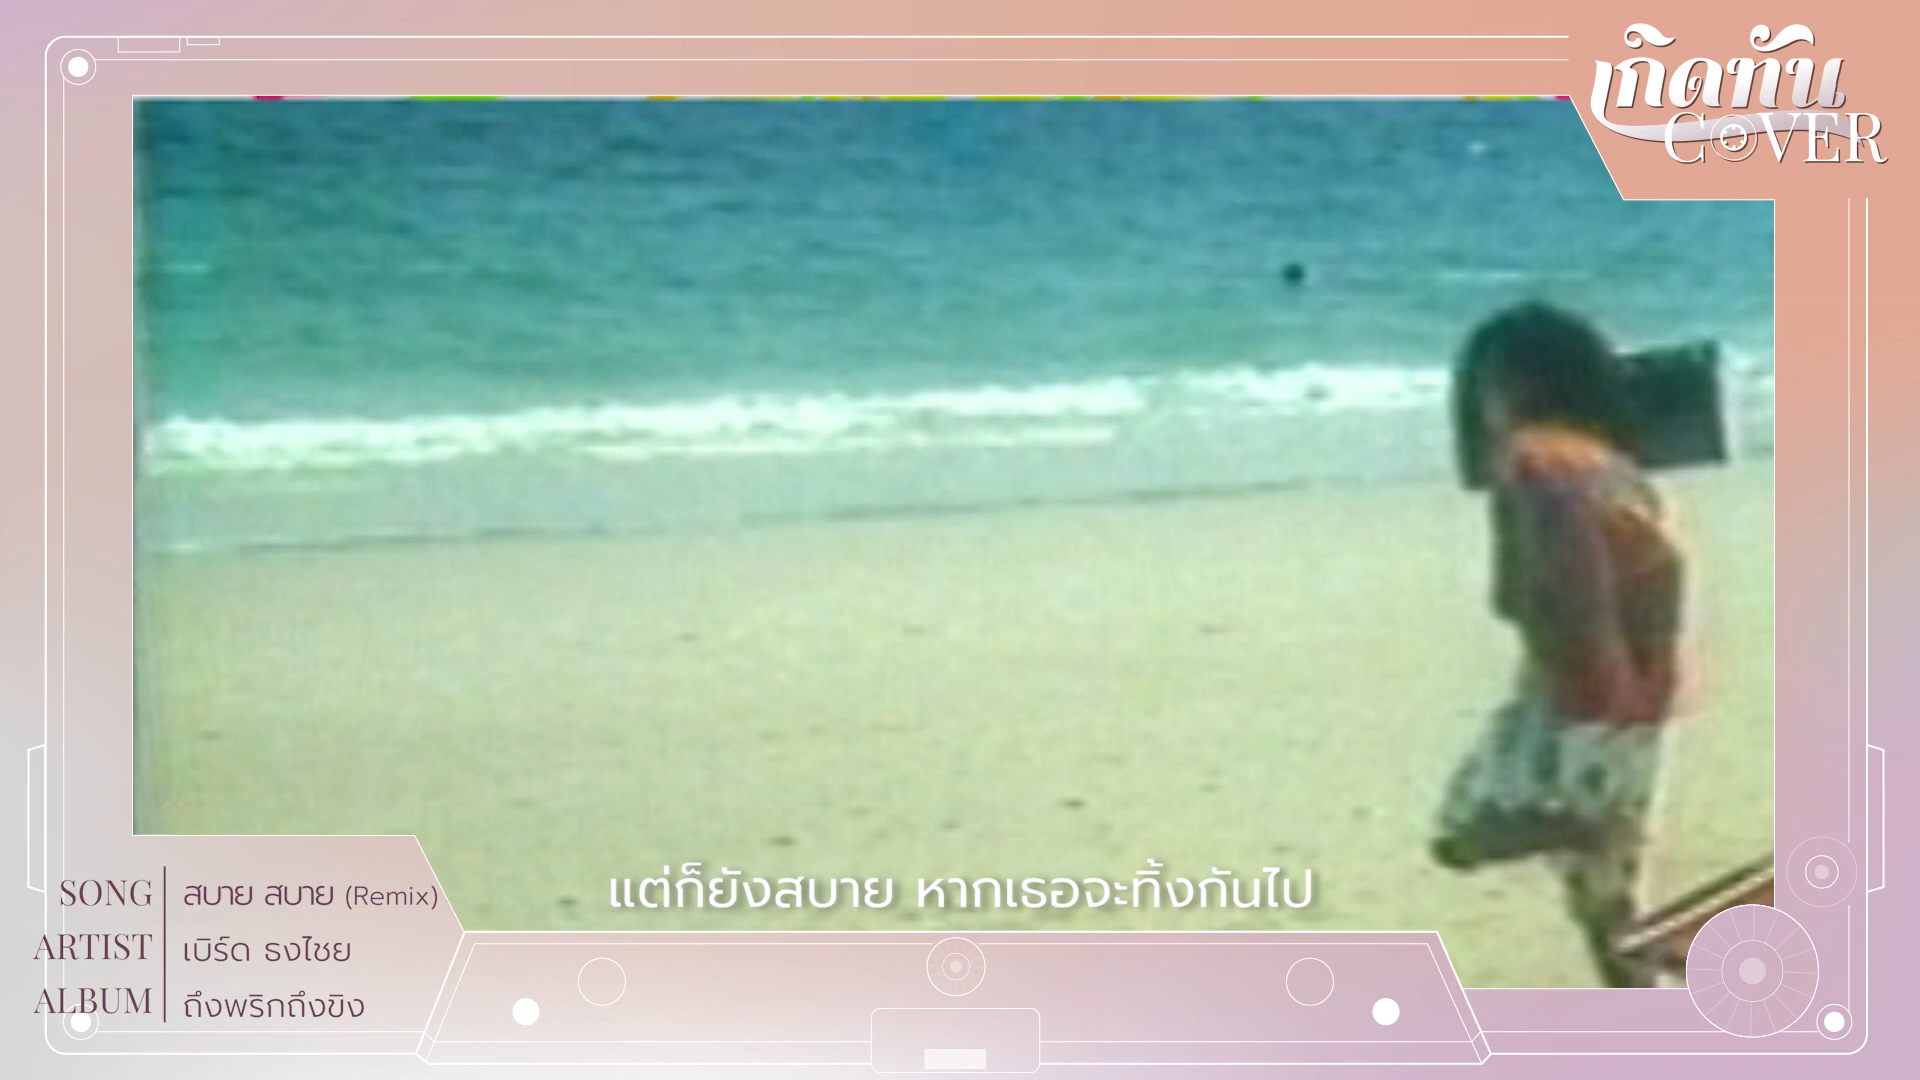 เกิดทัน
COVER
แต่ก็ยังสบาย หากเธอจะทิ้งกันไป
SONG สบาย สบาย (Remix)
ARTIST เบิร์ด ธงไชย
ALBUM ถึงพริกถึงขิง